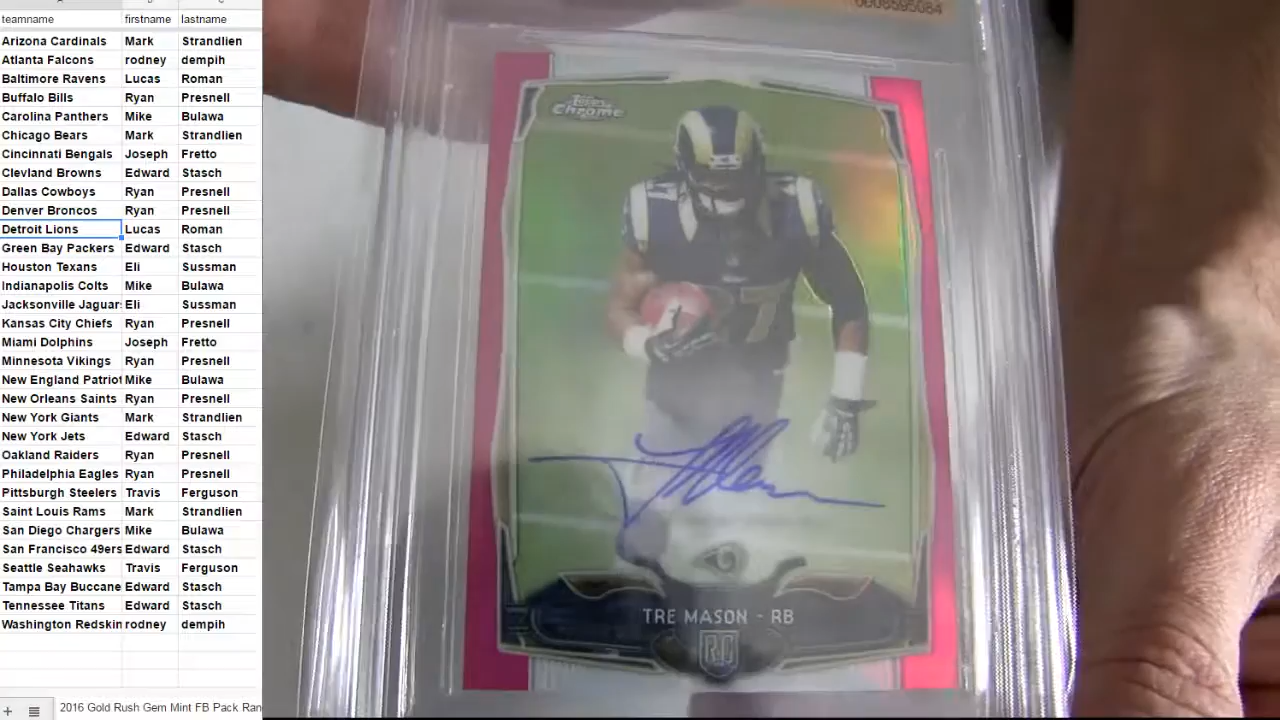 teamname firstname lastname
Arizona Cardinals Mark Strandlien
Atlanta Falcons rodney dempih
Baltimore Ravens Lucas Roman
Buffalo Bills Ryan Presnell
Carolina Panthers Mike Bulawa
Chicago Bears Mark Strandlien
Cincinnati Bengals Joseph Fretto
Clevland Browns Edward Stasch
Dallas Cowboys Ryan Presnell
Denver Broncos Ryan Presnell
Detroit Lions Lucas Roman
Green Bay Packers Edward Stasch
Houston Texans Eli Sussman
Indianapolis Colts Mike Bulawa
Jacksonville Jaguar Eli Sussman
Kansas City Chiefs Ryan Presnell
Miami Dolphins Joseph Fretto
Minnesota Vikings Ryan Presnell
New England Patriot Mike Bulawa
New Orleans Saints Ryan Presnell
New York Giants Mark Strandlien
New York Jets Edward Stasch
Oakland Raiders Ryan Presnell
Philadelphia Eagles Ryan Presnell
Pittsburgh Steelers Travis Ferguson
Saint Louis Rams Mark Strandlien
San Diego Chargers Mike Bulawa
San Francisco 49ers Edward Stasch
Seattle Seahawks Travis Ferguson
Tampa Bay Buccane Edward Stasch
Tennessee Titans Edward Stasch
Washington Redskin rodney dempih
2016 Gold Rush Gem Mint FB Pack Ran
0008595084
Topps
Chrome
TRE MASON - RB
RC